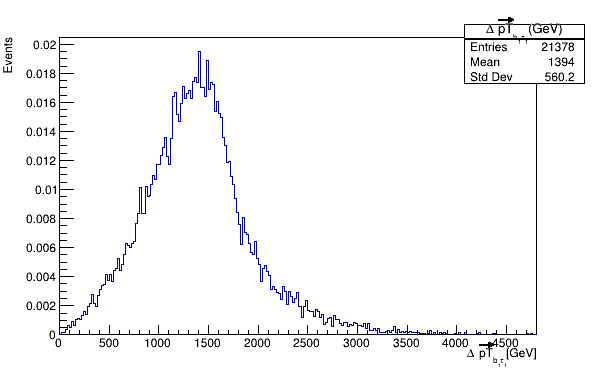 Δ pT b₁τ₁ (GeV)
Entries 21378
Mean 1394
Std Dev 560.2
Events
0.02
0.018
0.016
0.014
0.012
0.01
0.008
0.006
0.004
0.002
0
0 500 1000 1500 2000 2500 3000 3500 4000 4500
Δ pT b₁τ₁ [GeV]